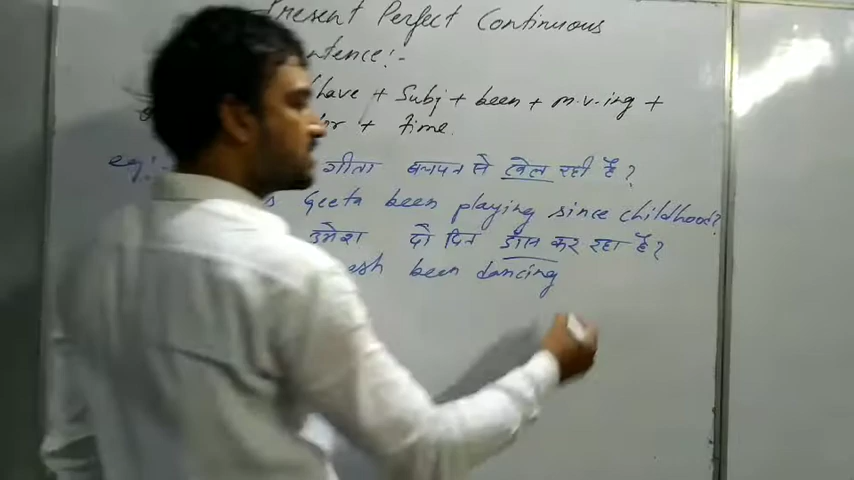 Present Perfect Continuous
ntence :-
have + Subj + been + m.v.ing +
+ time.
eg:- गीता बचपन से खेल रही है?
Geeta been playing since childhood?
उमेश दो दिन डांस कर रहा है?
esh been dancing